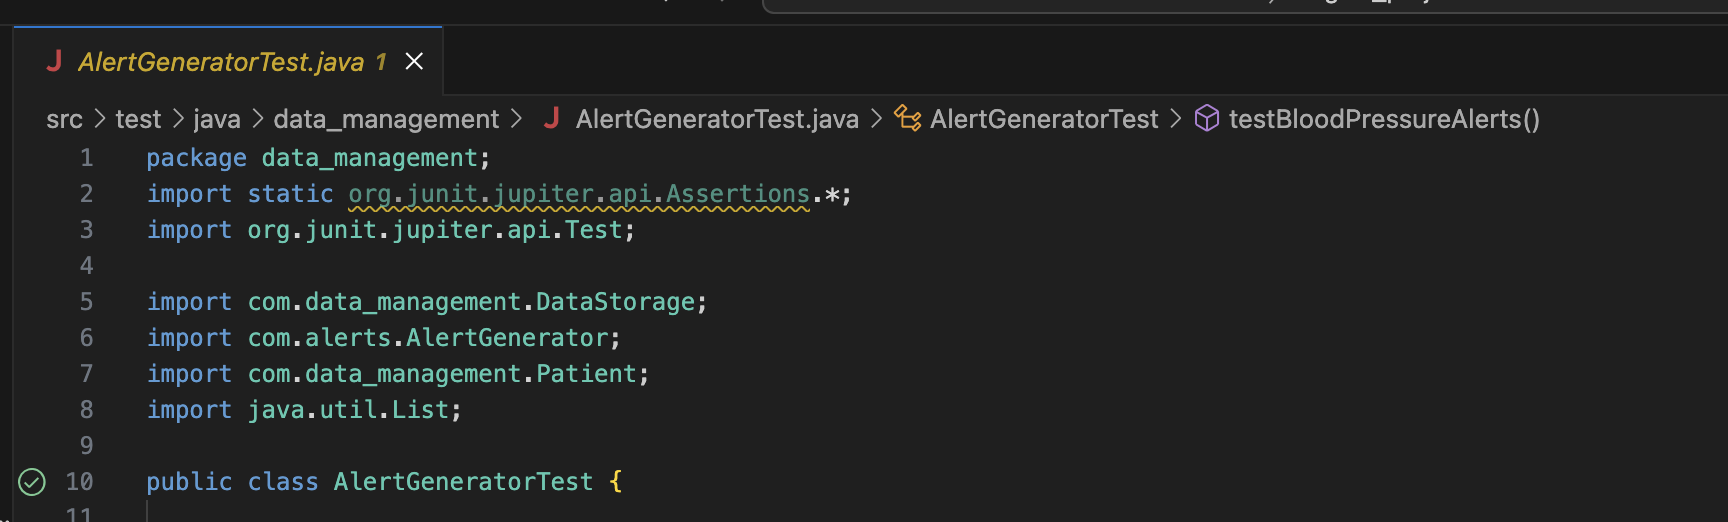 AlertGeneratorTest.java 1
src > test > java > data_management > J AlertGeneratorTest.java > AlertGeneratorTest > testBloodPressureAlerts()
1 package data_management;
2 import static org.junit.jupiter.api.Assertions.*;
3 import org.junit.jupiter.api.Test;
4
5 import com.data_management.DataStorage;
6 import com.alerts.AlertGenerator;
7 import com.data_management.Patient;
8 import java.util.List;
9
10 public class AlertGeneratorTest {
11